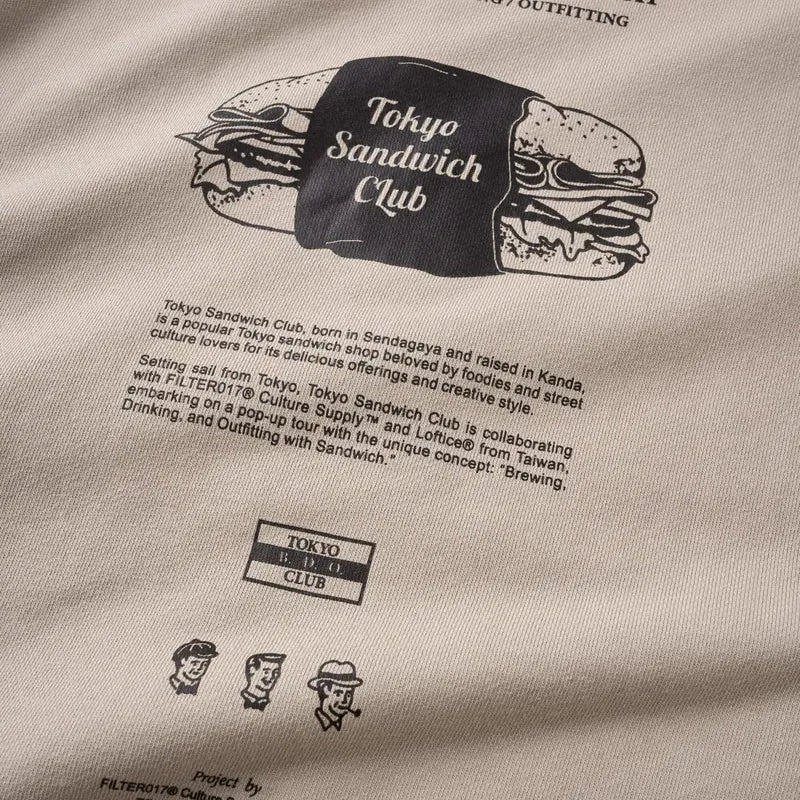 / OUTFITTING
Tokyo
Sandwich
CLub
Tokyo Sandwich Club, born in Sendagaya and raised in Kanda,
is a popular Tokyo sandwich shop beloved by foodies and street
culture lovers for its delicious offerings and creative style.
Setting sail from Tokyo, Tokyo Sandwich Club is collaborating
with FILTER017® Culture Supply™ and Loftice® from Taiwan,
embarking on a pop-up tour with the unique concept: "Brewing,
Drinking, and Outfitting with Sandwich."
TOKYO
B. D. O.
CLUB
Project by
FILTER017® Culture